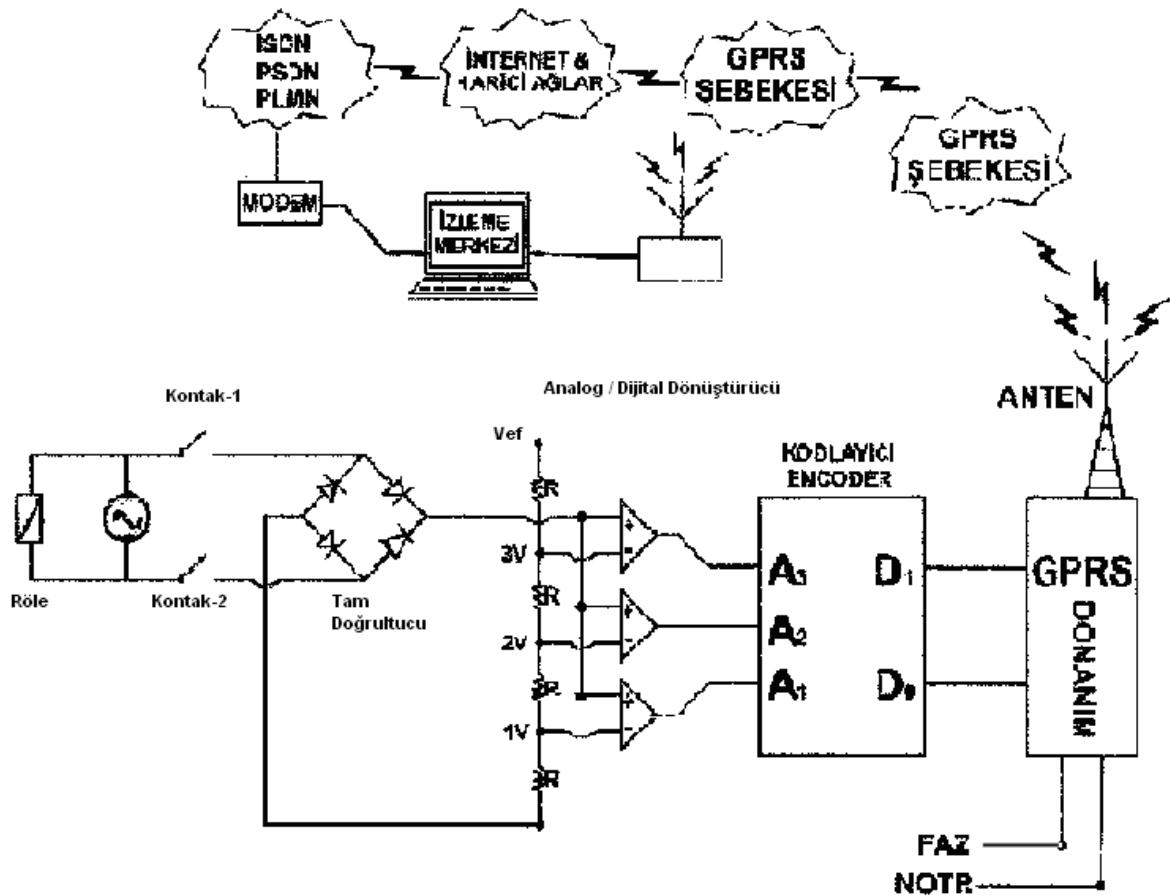 ISDN
PSDN
PLMN
İNTERNET &
HARİCİ AĞLAR
GPRS
ŞEBEKESİ
GPRS
ŞEBEKESİ
MODEM
İZLEME
MERKEZİ
Analog / Dijital Dönüştürücü
Kontak-1
ANTEN
Vef
KODLAYICI
ENCODER
R
3V
A3
D1
GPRS
DONANIM
Röle
Kontak-2
Tam
Doğrultucu
R
2V
A2
R
A1
D0
1V
R
FAZ
NOTR